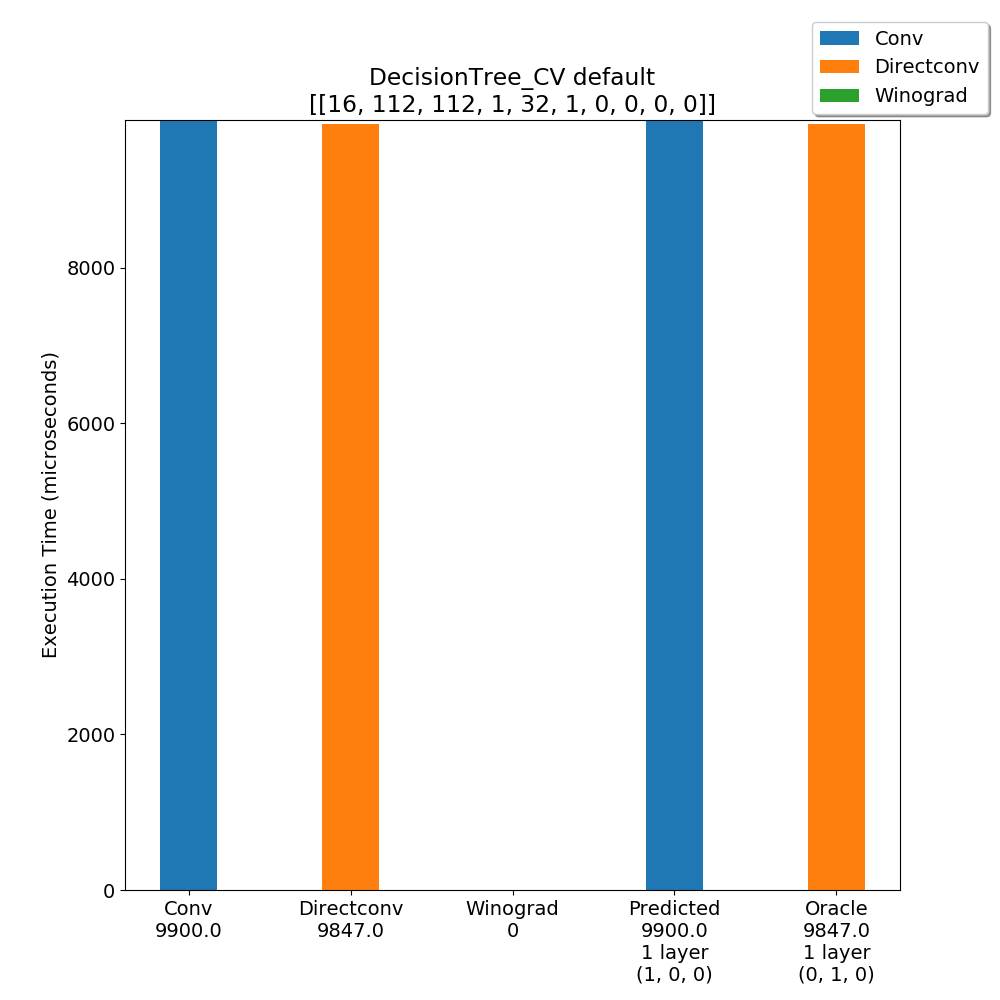 Conv
Directconv
Winograd
DecisionTree_CV default
[[16, 112, 112, 1, 32, 1, 0, 0, 0, 0]]
Execution Time (microseconds)
8000
6000
4000
2000
0
Conv
9900.0
Directconv
9847.0
Winograd
0
Predicted
9900.0
1 layer
(1, 0, 0)
Oracle
9847.0
1 layer
(0, 1, 0)